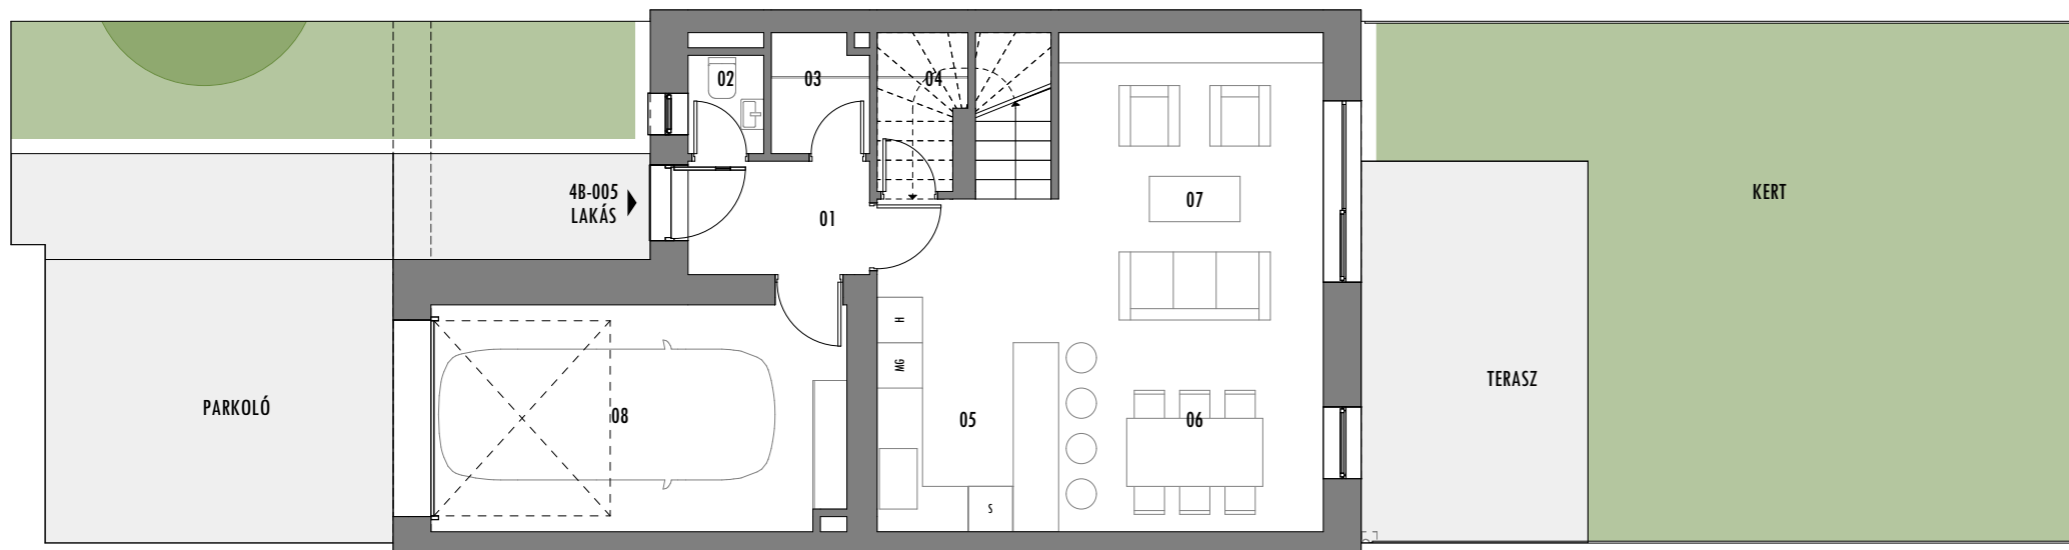 02
03
04
4B-005
LAKÁS
01
07
KERT
H
MG
PARKOLÓ
08
05
06
TERASZ
S